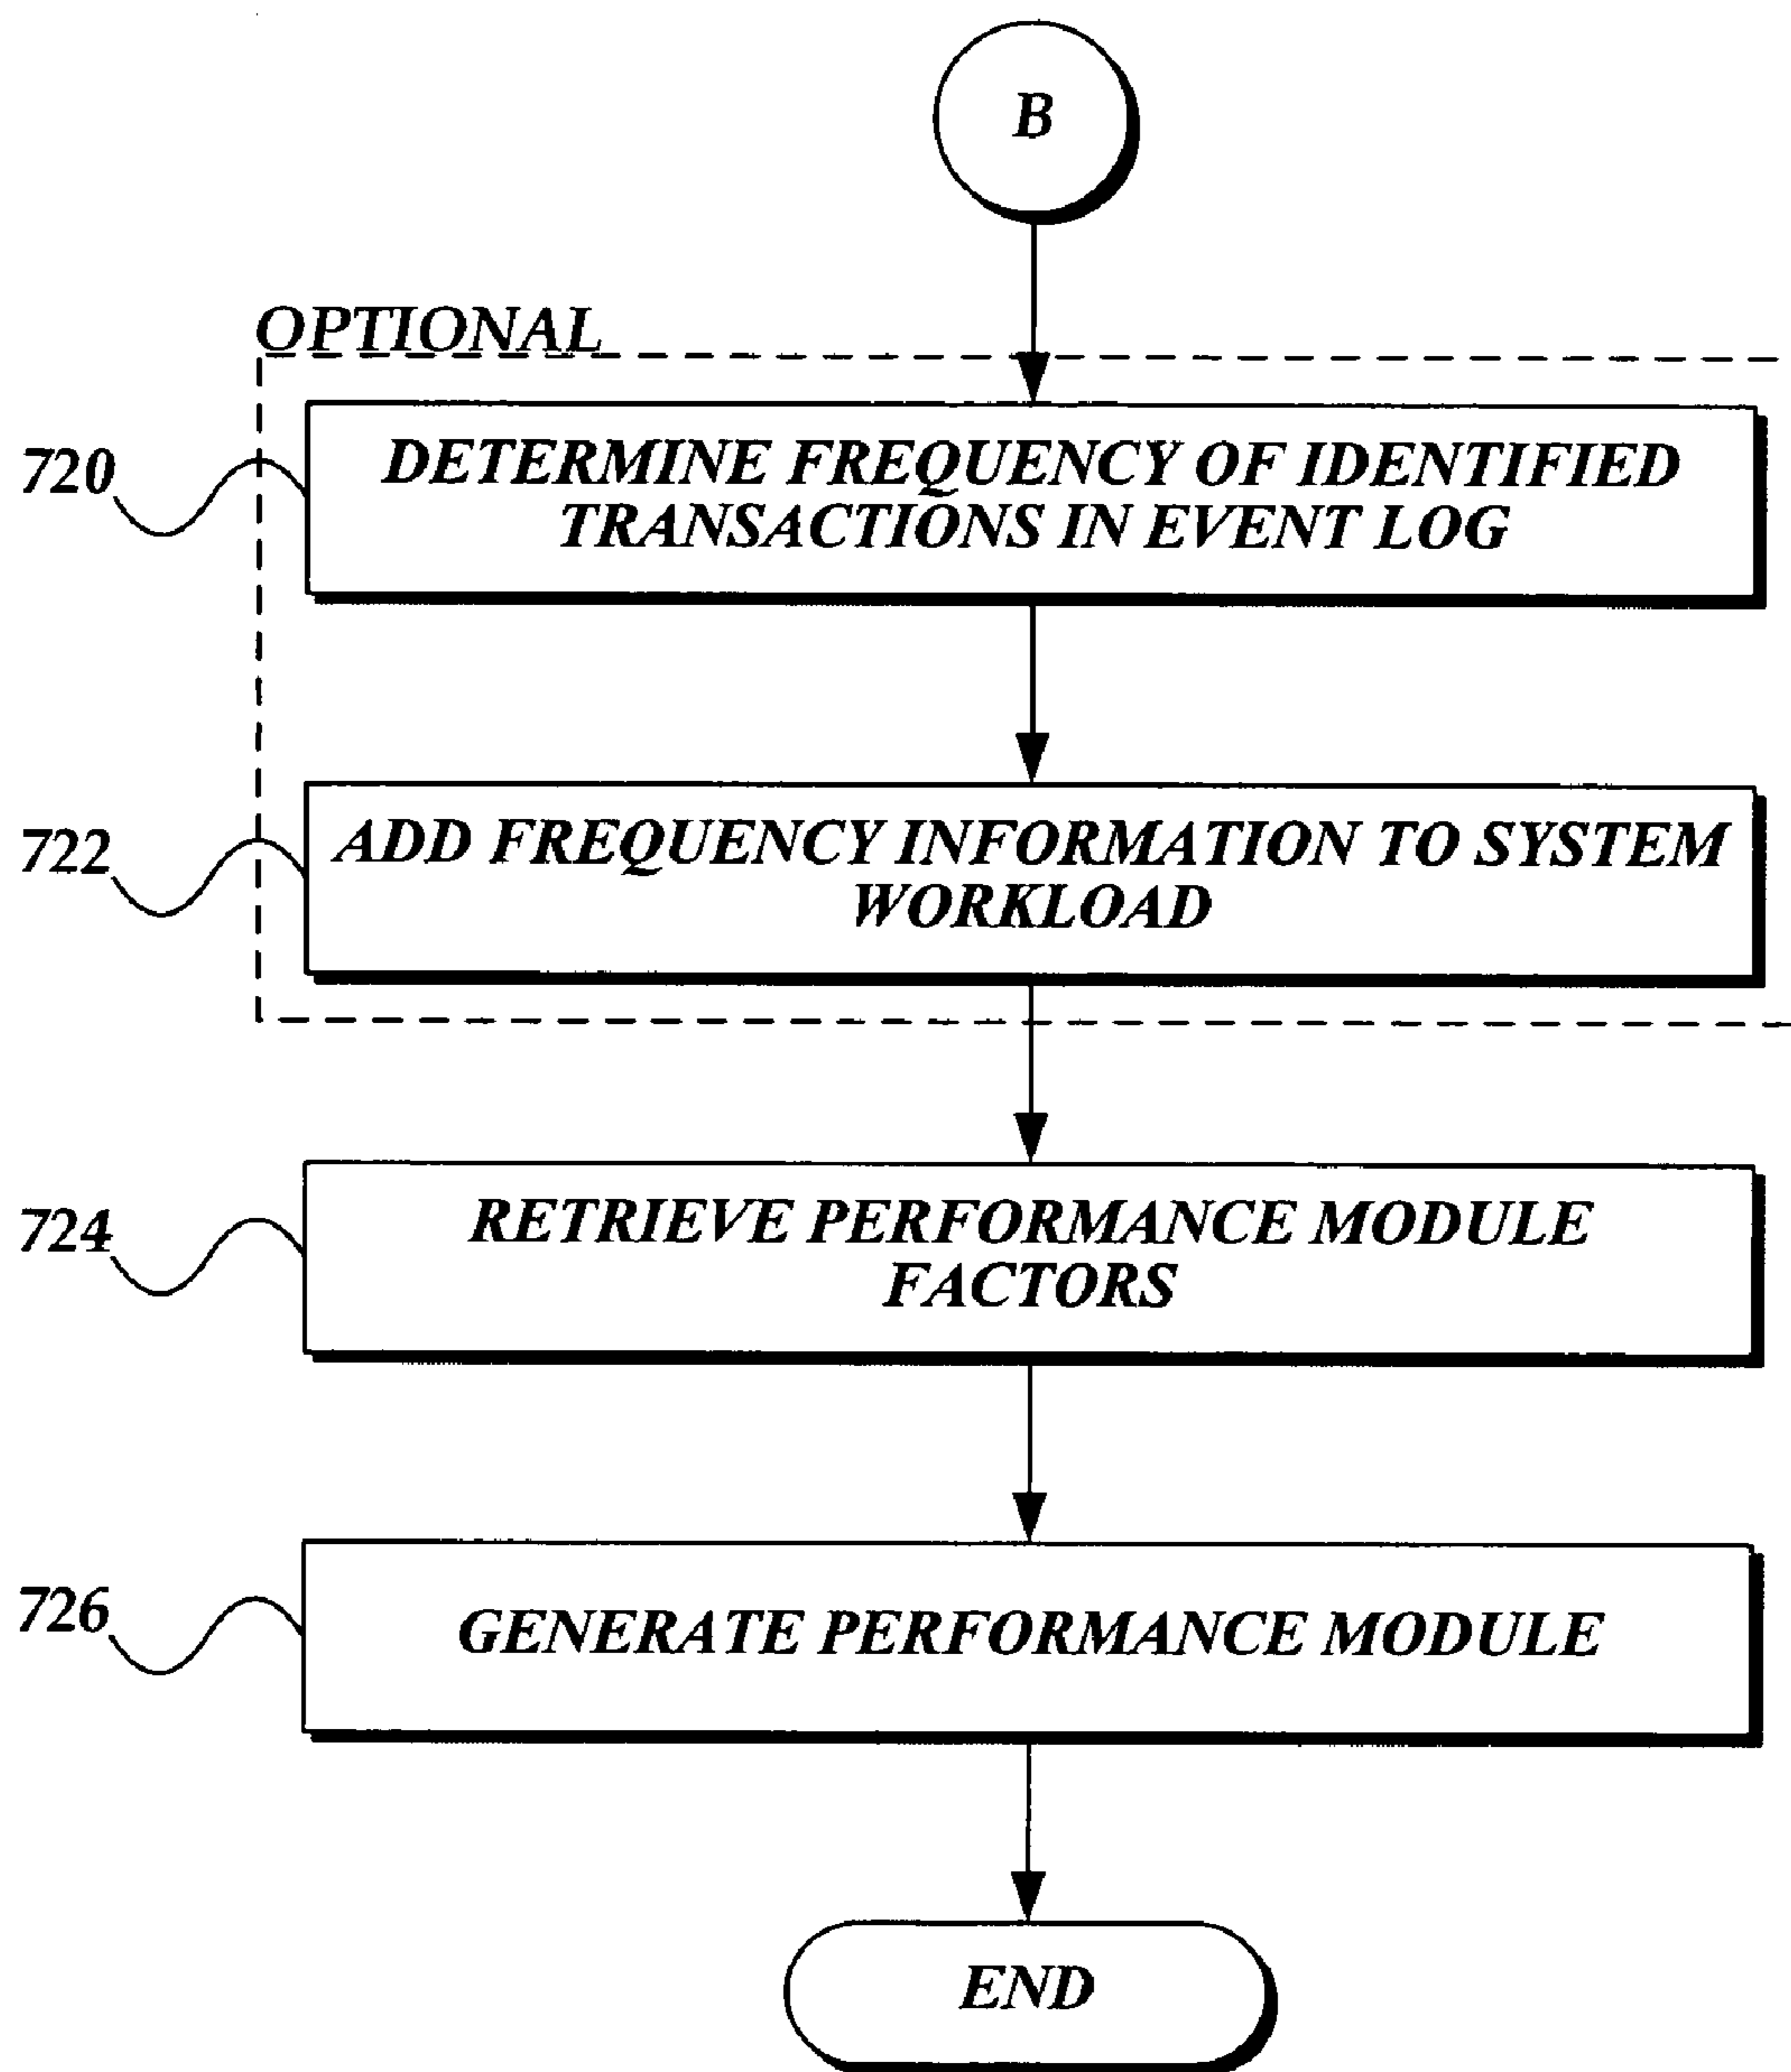 B
OPTIONAL
720
DETERMINE FREQUENCY OF IDENTIFIED
TRANSACTIONS IN EVENT LOG
722
ADD FREQUENCY INFORMATION TO SYSTEM
WORKLOAD
724
RETRIEVE PERFORMANCE MODULE
FACTORS
726
GENERATE PERFORMANCE MODULE
END